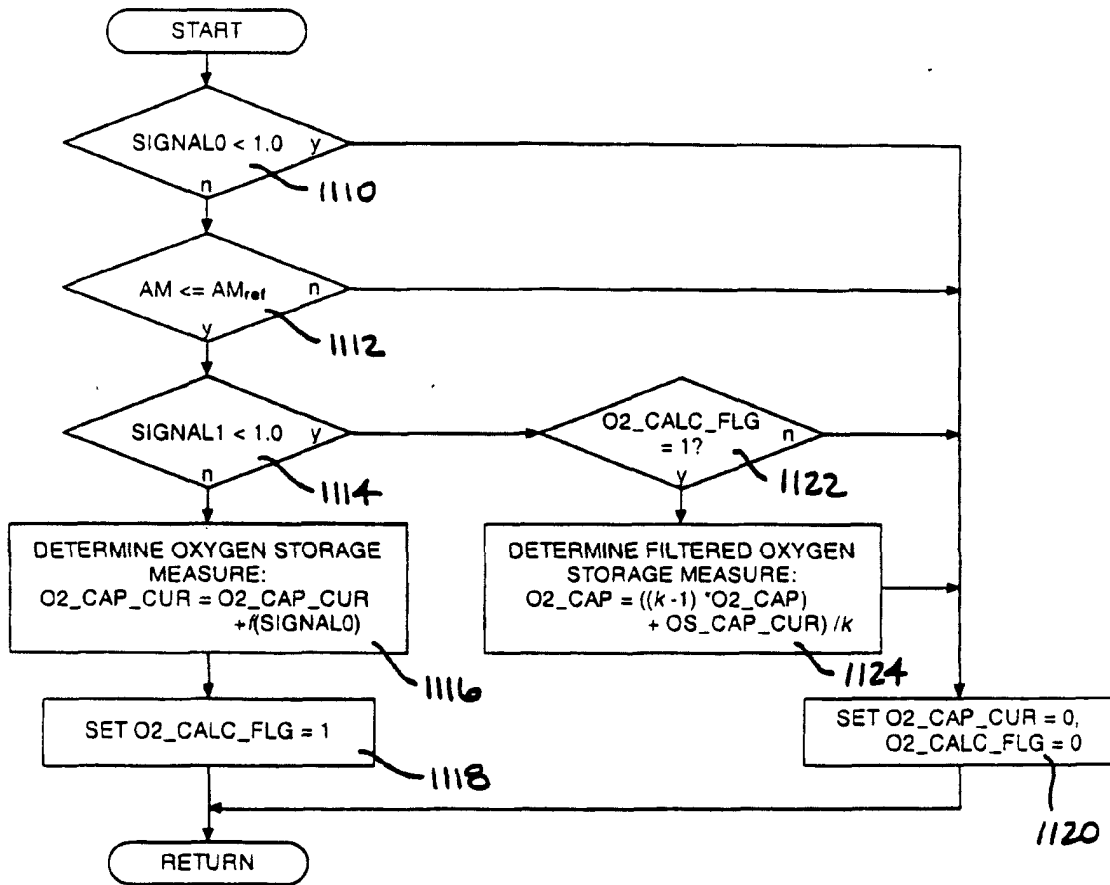 START
SIGNAL0 < 1.0
y
n
1110
AM <= AMref
n
y
1112
SIGNAL1 < 1.0
y
n
1114
O2_CALC_FLG
= 1?
n
y
1122
DETERMINE OXYGEN STORAGE
MEASURE:
O2_CAP_CUR = O2_CAP_CUR
+f(SIGNAL0)
1116
DETERMINE FILTERED OXYGEN
STORAGE MEASURE:
O2_CAP = ((k -1) *O2_CAP)
+ OS_CAP_CUR) /k
1124
SET O2_CALC_FLG = 1
1118
SET O2_CAP_CUR = 0,
O2_CALC_FLG = 0
1120
RETURN